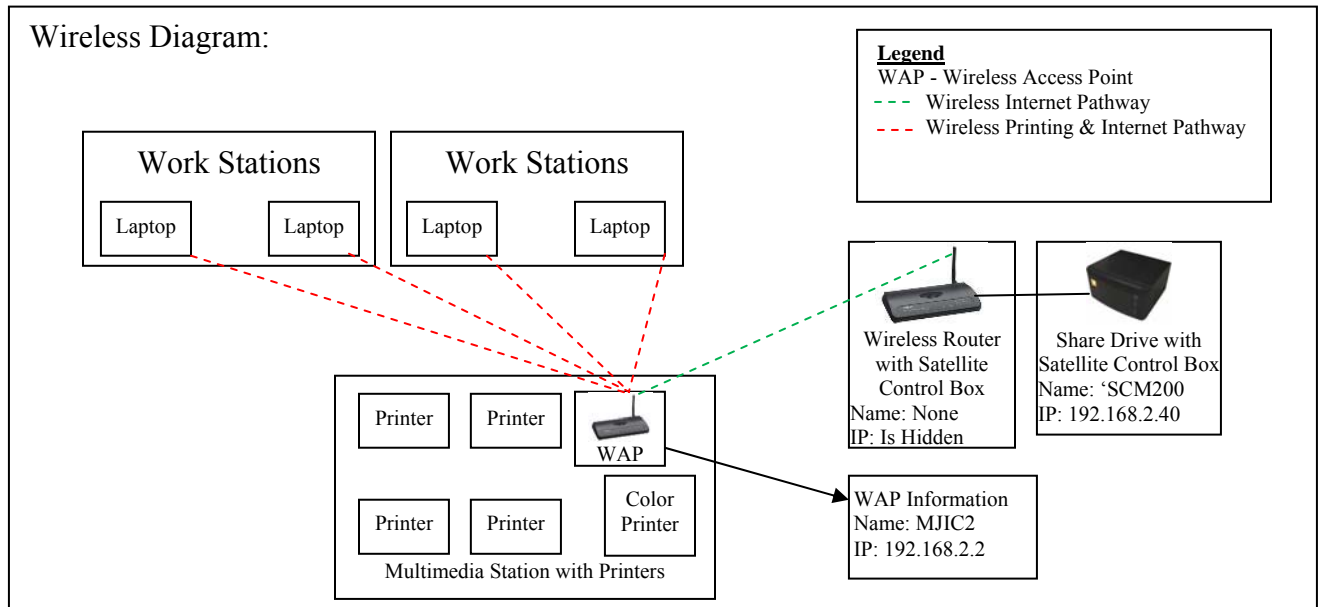 Wireless Diagram:
Legend
WAP - Wireless Access Point
Wireless Internet Pathway
Wireless Printing & Internet Pathway
Work Stations
Laptop
Laptop
Work Stations
Laptop
Laptop
Wireless Router
with Satellite
Control Box
Name: None
IP: Is Hidden
Share Drive with
Satellite Control Box
Name: ‘SCM200
IP: 192.168.2.40
Printer
Printer
WAP
Printer
Printer
Color
Printer
Multimedia Station with Printers
WAP Information
Name: MJIC2
IP: 192.168.2.2